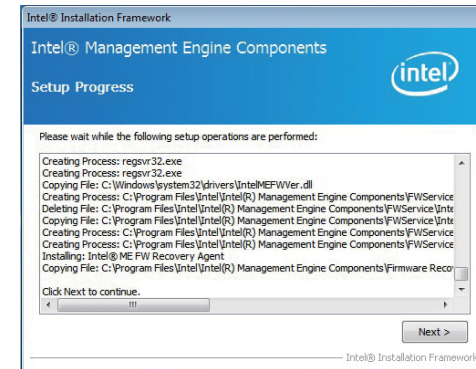 Intel® Installation Framework
Intel® Management Engine Components
Setup Progress
intel
Please wait while the following setup operations are performed:
Creating Process: regsvr32.exe
Creating Process: regsvr32.exe
Copying File: C:\Windows\system32\drivers\IntelMEFWVer.dll
Creating Process: C:\Program Files\Intel\Intel(R) Management Engine Components\FWService
Deleting File: C:\Program Files\Intel\Intel(R) Management Engine Components\FWService\Inte
Copying File: C:\Program Files\Intel\Intel(R) Management Engine Components\FWService\Inte
Creating Process: C:\Program Files\Intel\Intel(R) Management Engine Components\FWService
Creating Process: C:\Program Files\Intel\Intel(R) Management Engine Components\FWService
Installing: Intel® ME FW Recovery Agent
Copying File: C:\Program Files\Intel\Intel(R) Management Engine Components\Firmware Recov
Click Next to continue.
Next >
Intel® Installation Framework